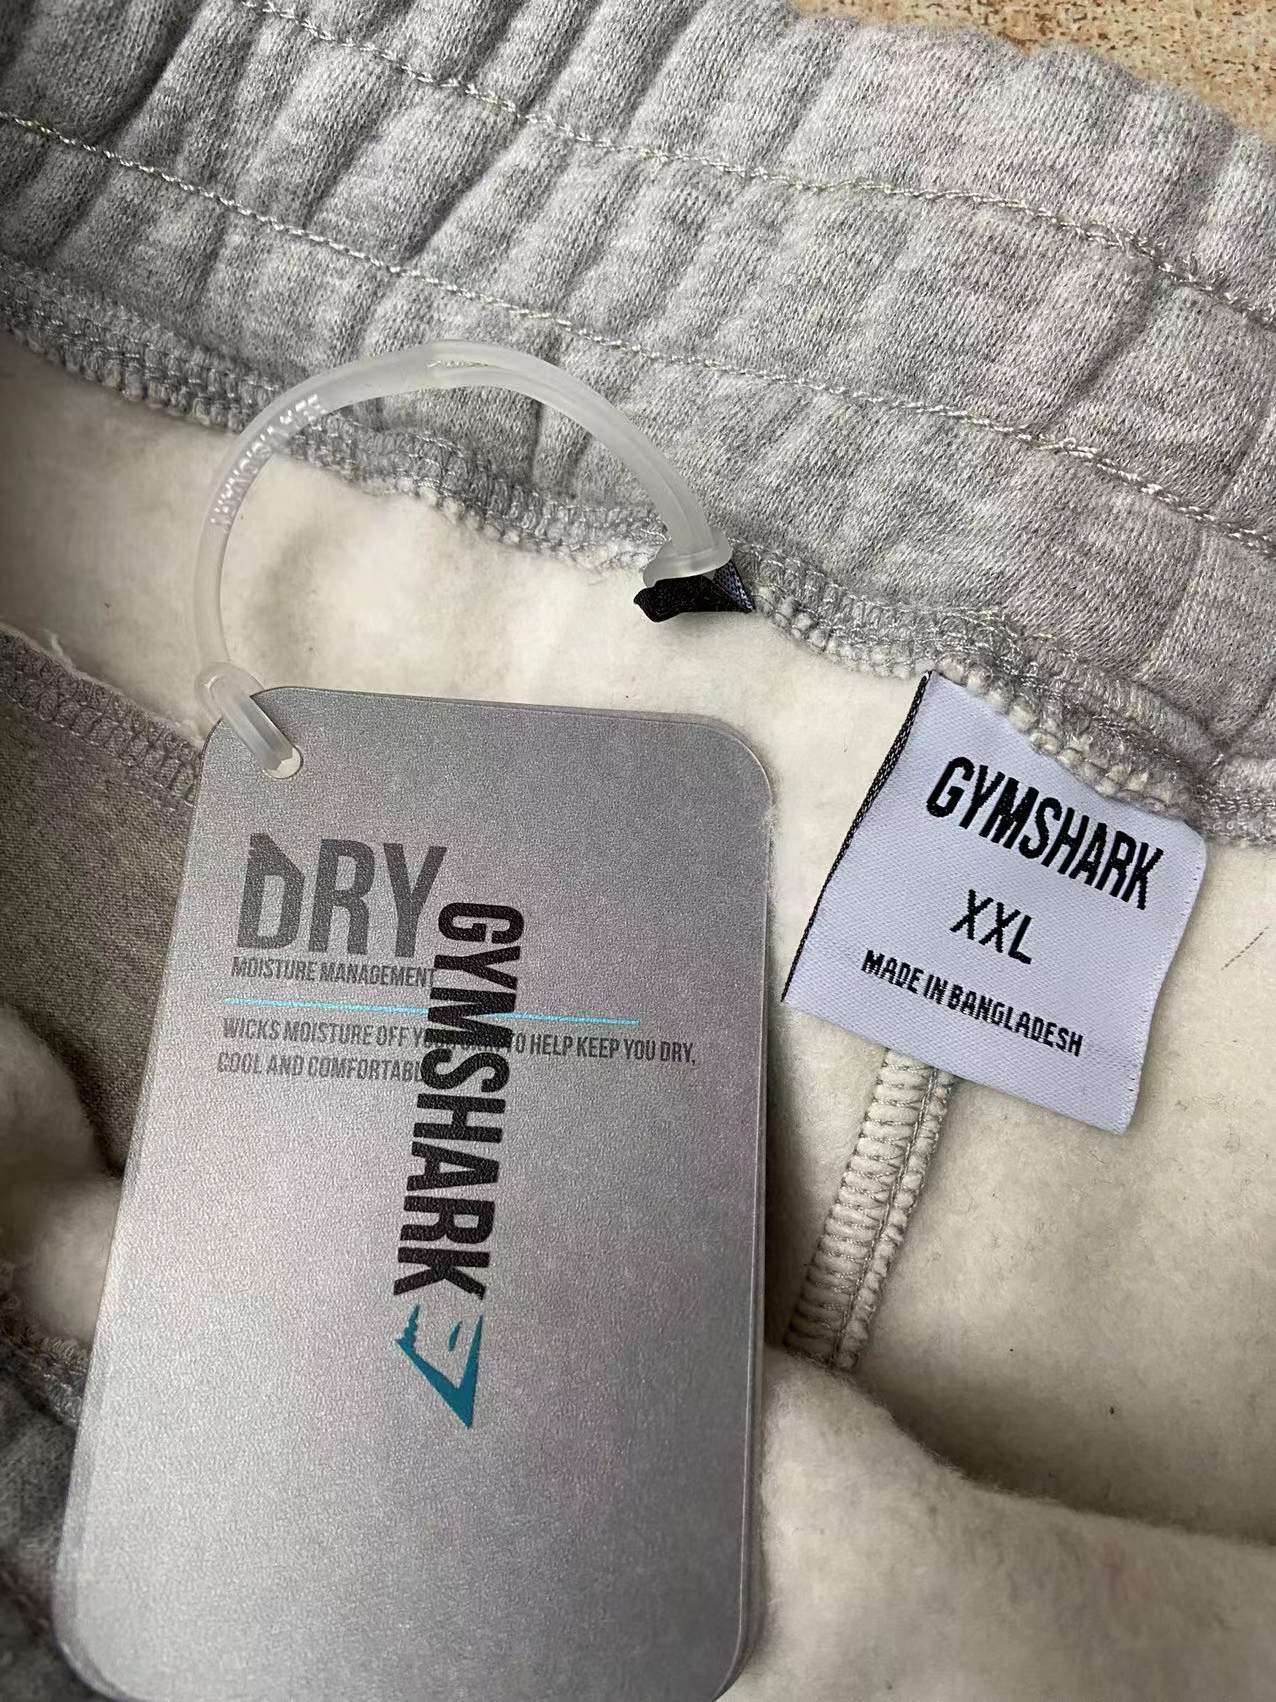 DRY
MOISTURE MANAGEMENT
WICKS MOISTURE OFF TO HELP KEEP YOU DRY,
COOL AND COMFORTABL
GYMSHARK
GYMSHARK
XXL
MADE IN BANGLADESH